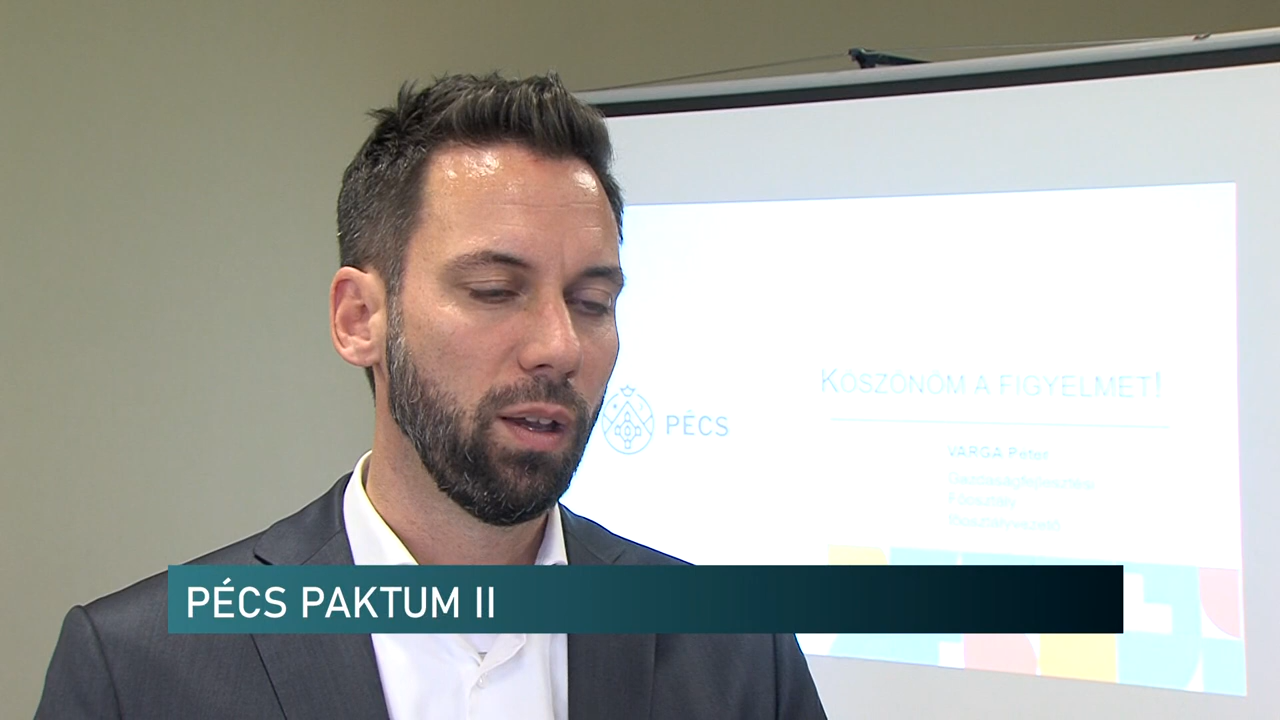 KÖSZÖNÖM A FIGYELMET!
PÉCS
VARGA Péter
PÉCS PAKTUM II